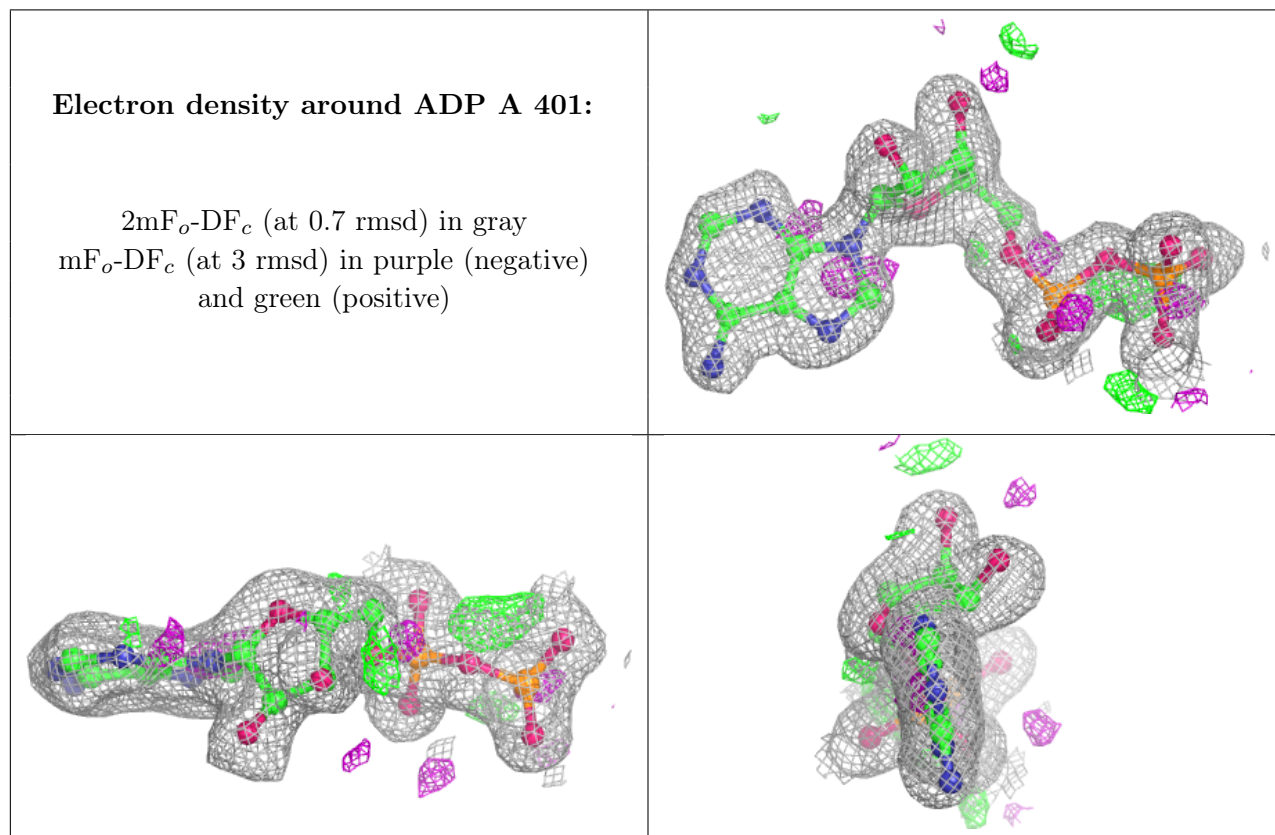 Electron density around ADP A 401:
2mFo-DFc (at 0.7 rmsd) in gray
mFo-DFc (at 3 rmsd) in purple (negative)
and green (positive)